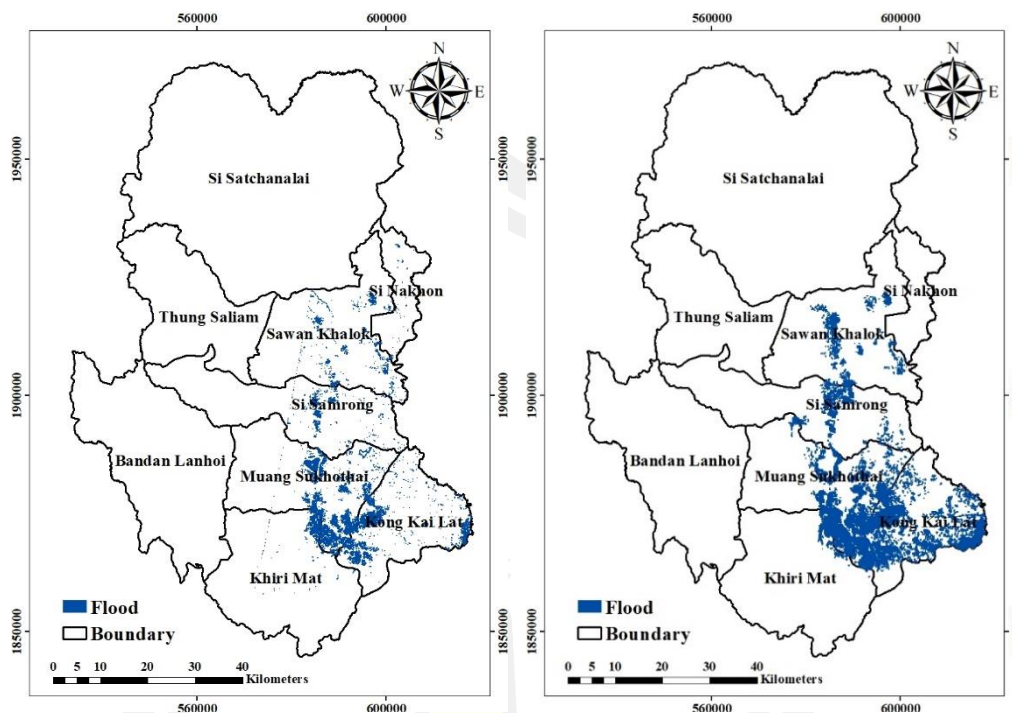 560000 600000
1950000
1900000
1850000
N
W E
S
Si Satchanalai
Si Nakhon
Thung Saliam
Sawan Khalok
Si Samrong
Bandan Lanhoi
Muang Sukhothai
Kong Kai Lat
Khiri Mat
Flood
Boundary
0 5 10 20 30 40
Kilometers
560000 600000
560000 600000
1950000
1900000
1850000
N
W E
S
Si Satchanalai
Si Nakhon
Thung Saliam
Sawan Khalok
Si Samrong
Bandan Lanhoi
Muang Sukhothai
Kong Kai Lat
Khiri Mat
Flood
Boundary
0 5 10 20 30 40
Kilometers
560000 600000